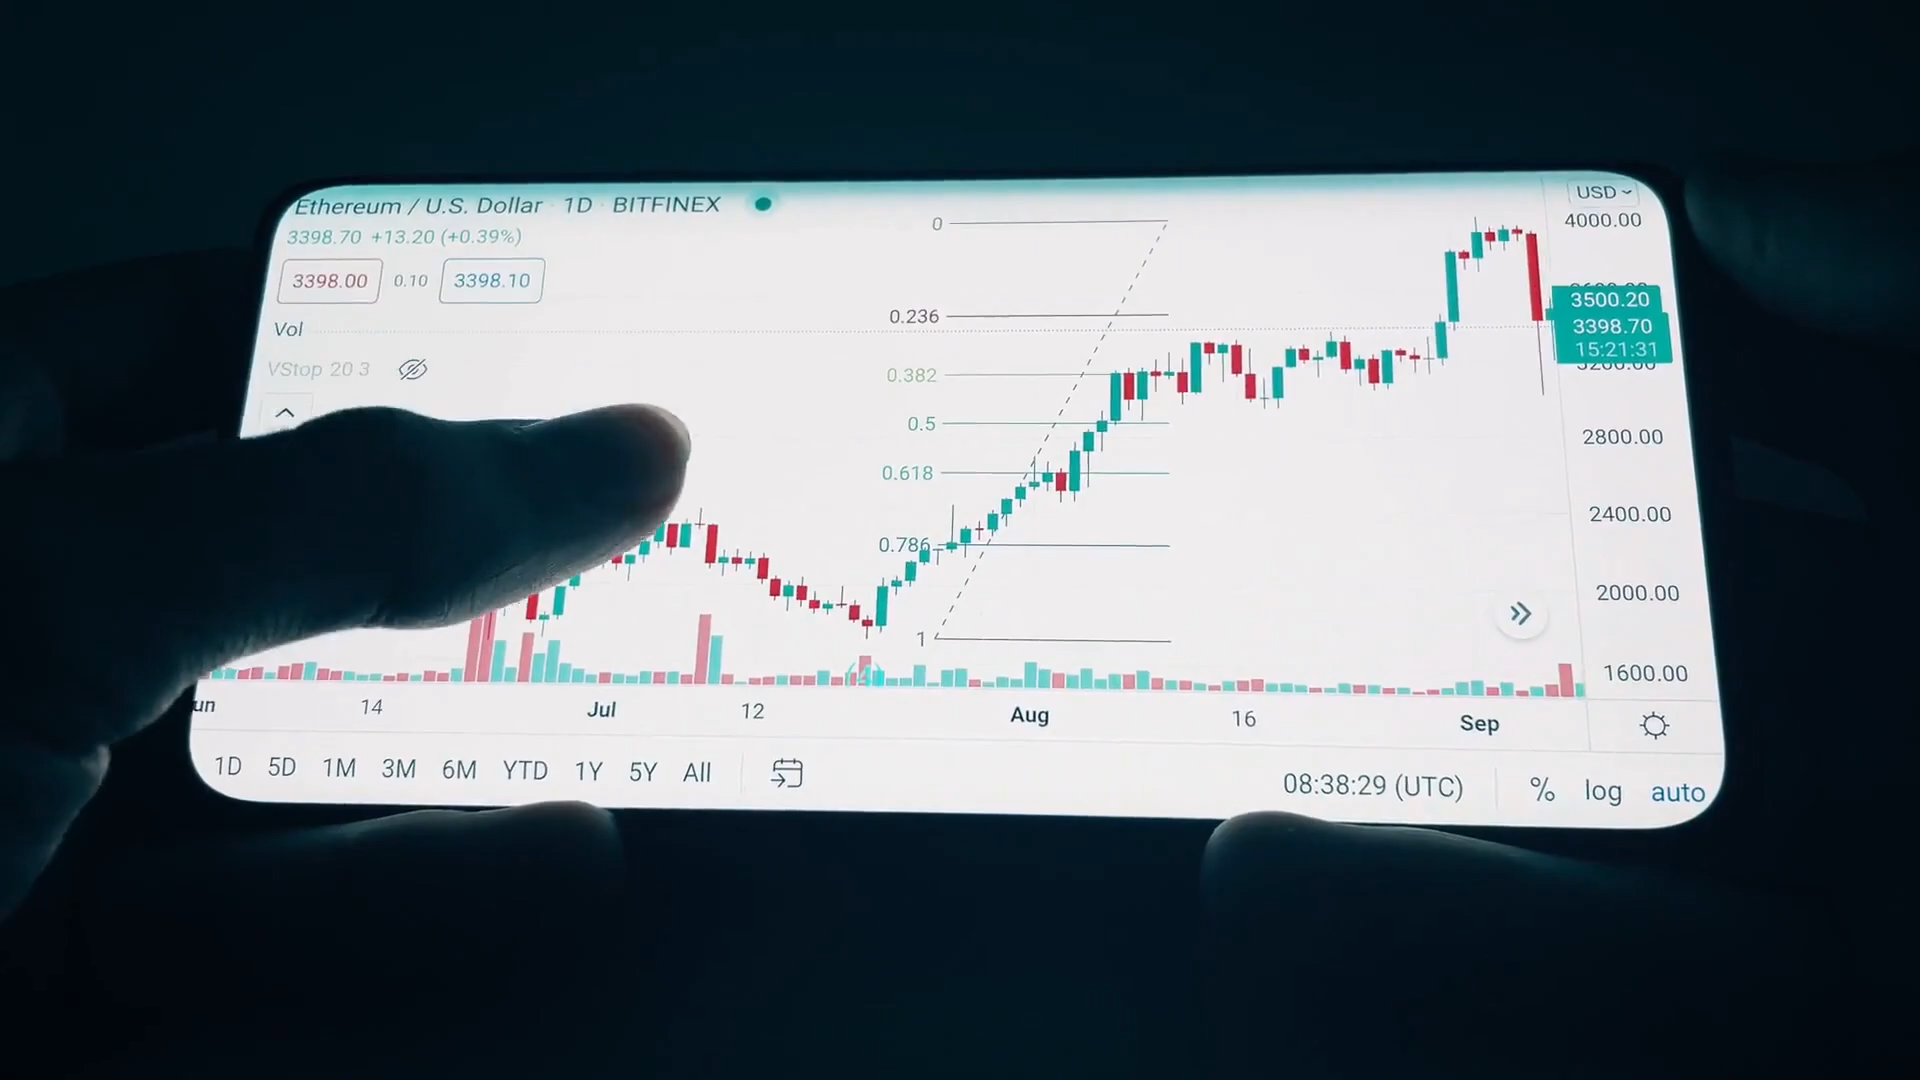 Ethereum / U.S. Dollar · 1D · BITFINEX
USD
3398.70 +13.20 (+0.39%)
3398.00 0.10 3398.10
Vol
VStop 20 3
0
0.236
0.382
0.5
0.618
0.786
1
4000.00
3500.20
3398.70
15:21:31
3200.00
2800.00
2400.00
2000.00
1600.00
14 Jul 12 Aug 16 Sep
1D 5D 1M 3M 6M YTD 1Y 5Y All
08:38:29 (UTC) % log auto